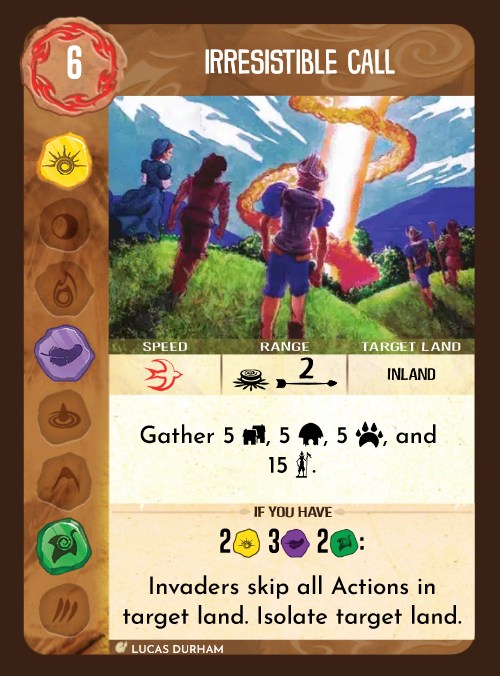 6
IRRESISTIBLE CALL
SPEED RANGE TARGET LAND
2
INLAND
Gather 5 , 5 , 5 , and
15 .
IF YOU HAVE
2 3 2 :
Invaders skip all Actions in
target land. Isolate target land.
LUCAS DURHAM